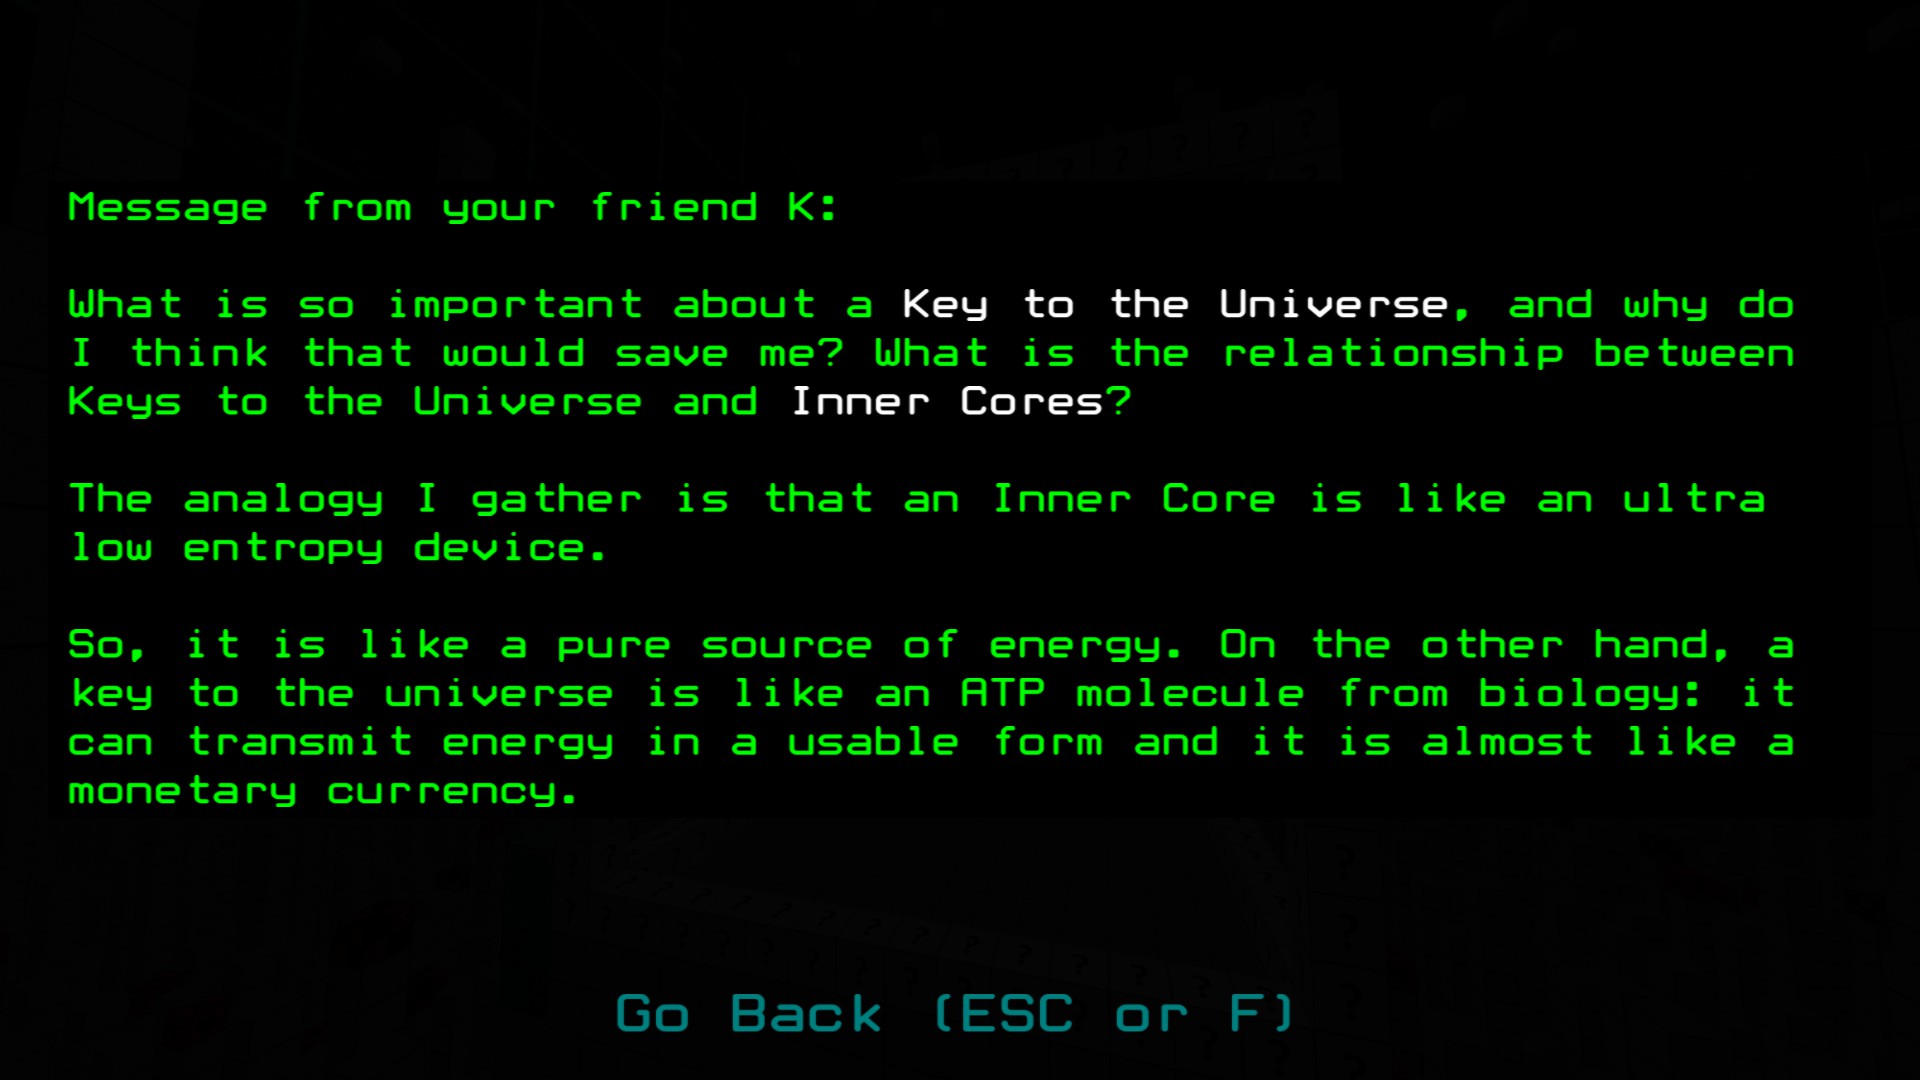 Message from your friend K:
What is so important about a Key to the Universe, and why do
I think that would save me? What is the relationship between
Keys to the Universe and Inner Cores?
The analogy I gather is that an Inner Core is like an ultra
low entropy device.
So, it is like a pure source of energy. On the other hand, a
key to the universe is like an ATP molecule from biology: it
can transmit energy in a usable form and it is almost like a
monetary currency.
Go Back (ESC or F)